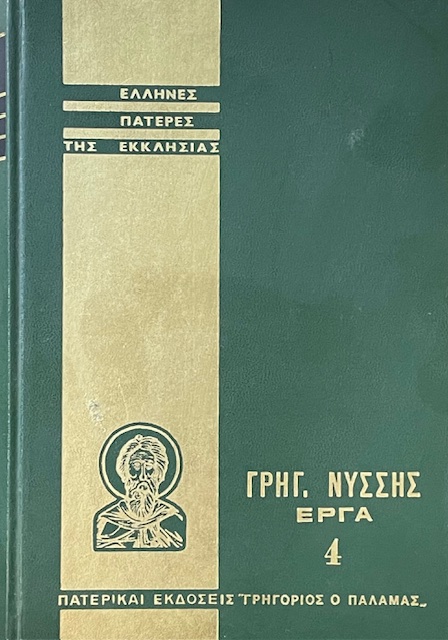 ΕΛΛΗΝΕΣ
ΠΑΤΕΡΕΣ
ΤΗΣ ΕΚΚΛΗΣΙΑΣ
ΓΡΗΓ. ΝΥΣΣΗΣ
ΕΡΓΑ
4
ΠΑΤΕΡΙΚΑΙ ΕΚΔΟΣΕΙΣ "ΓΡΗΓΟΡΙΟΣ Ο ΠΑΛΑΜΑΣ„